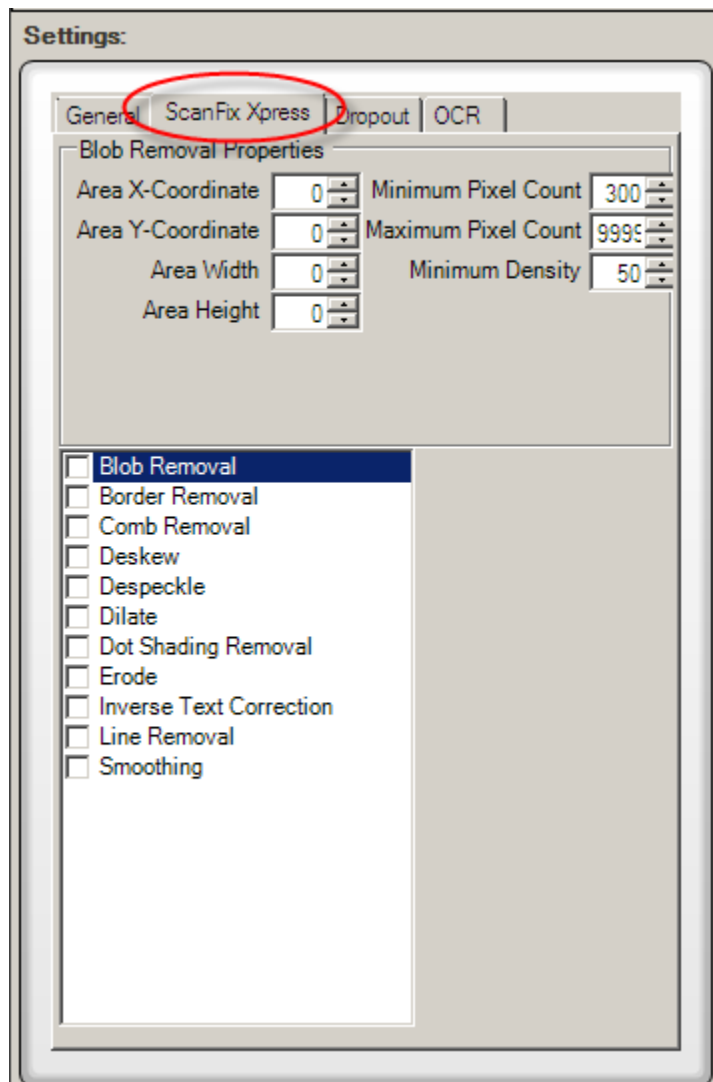 Settings:
General ScanFix Xpress Dropout OCR
Blob Removal Properties
Area X-Coordinate 0 Minimum Pixel Count 300
Area Y-Coordinate 0 Maximum Pixel Count 9999
Area Width 0 Minimum Density 50
Area Height 0
Blob Removal
Border Removal
Comb Removal
Deskew
Despeckle
Dilate
Dot Shading Removal
Erode
Inverse Text Correction
Line Removal
Smoothing